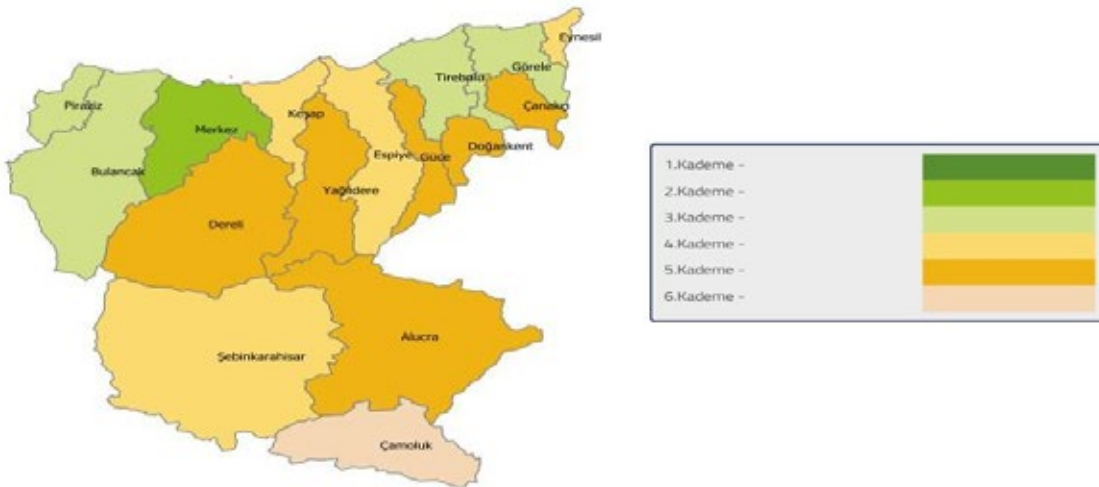 Eynesil
Görele
Tirebolu
Piraziz
Çanakçı
Keşap
Merkez
Doğankent
Espiye
Güce
Bulancak
Yağlıdere
Dereli
Alucra
Şebinkarahisar
Çamoluk
1.Kademe -
2.Kademe -
3.Kademe -
4.Kademe -
5.Kademe -
6.Kademe -